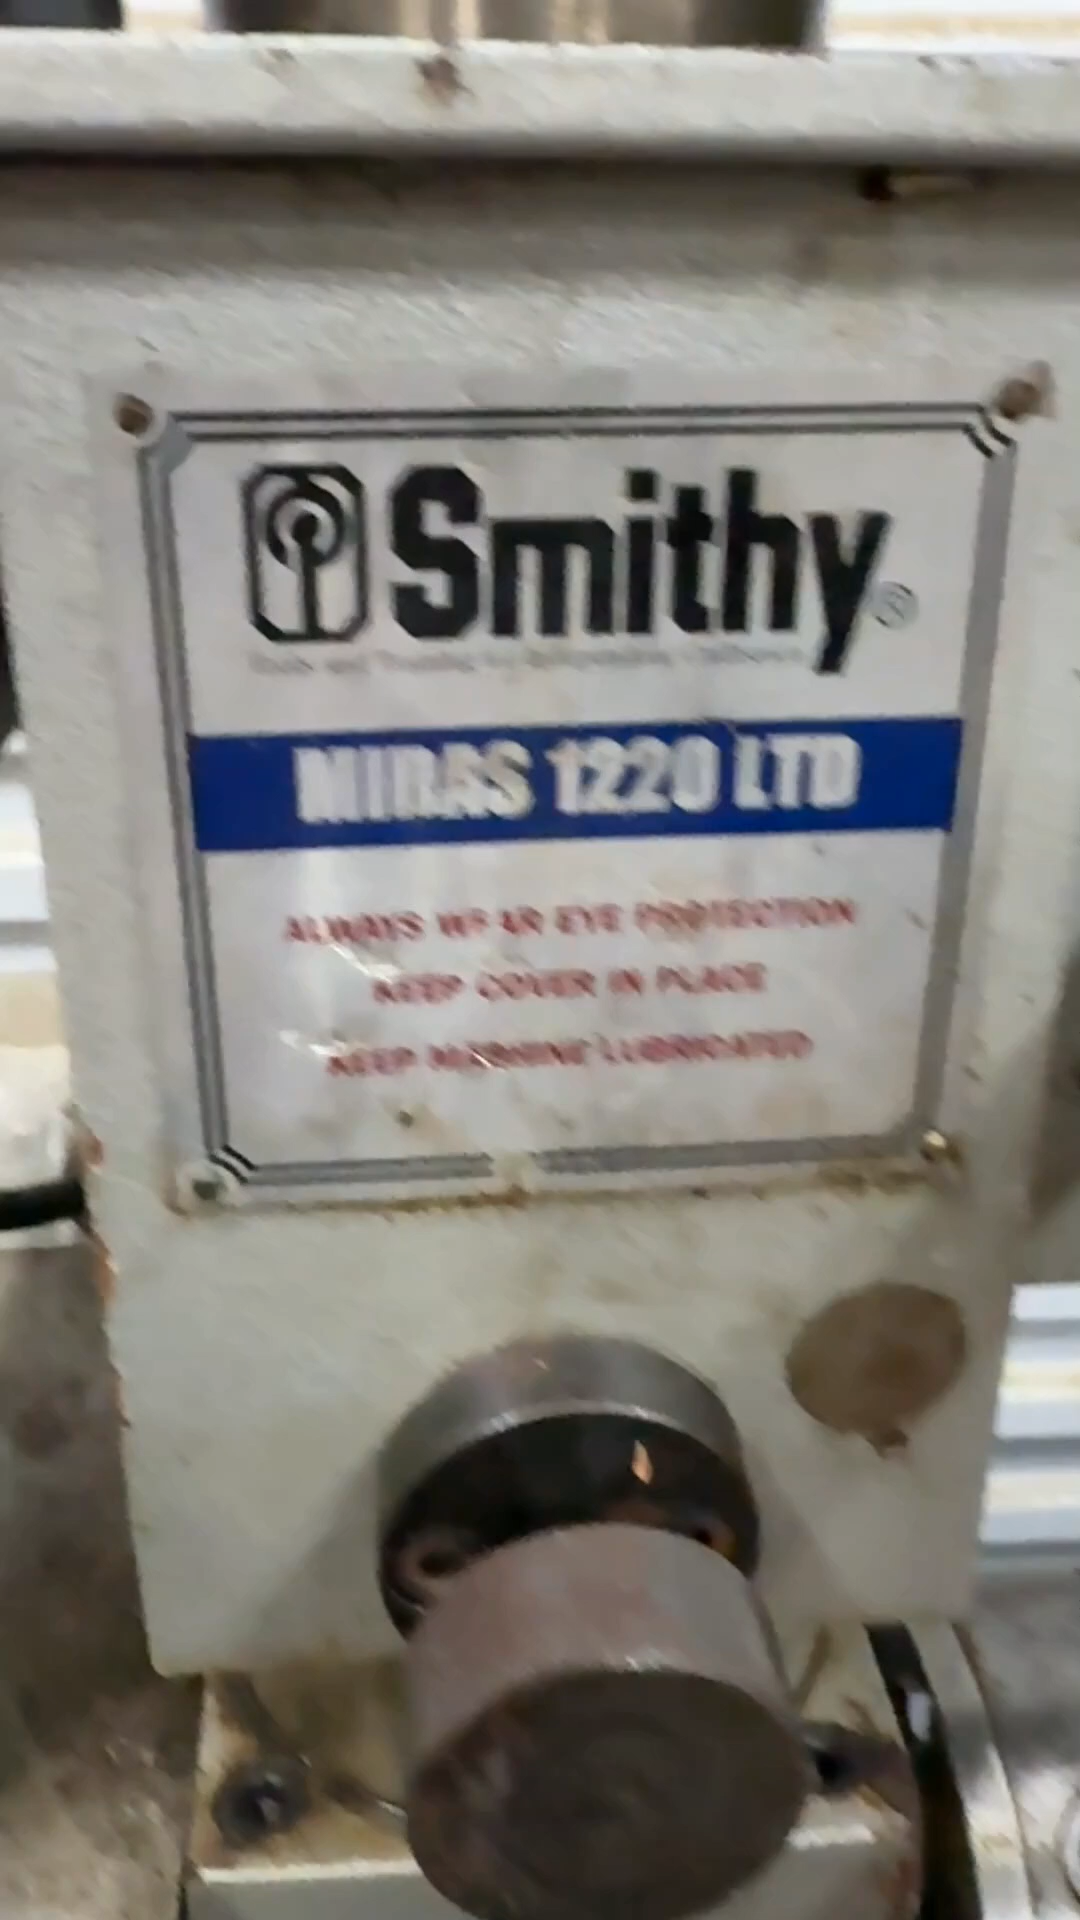 Smithy®
MIDAS 1220 LTD
ALWAYS WEAR EYE PROTECTION
KEEP COVER IN PLACE
KEEP MACHINE LUBRICATED